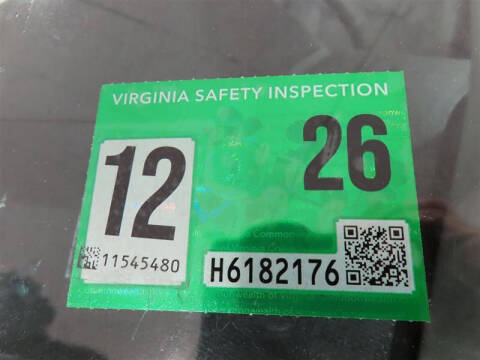 VIRGINIA SAFETY INSPECTION
12 26
11545480
H6182176